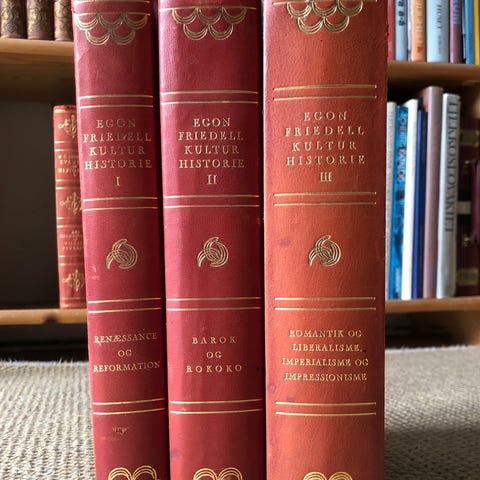 EGON
FRIEDELL
KULTUR
HISTORIE
I
RENÆSSANCE
OG
REFORMATION
EGON
FRIEDELL
KULTUR
HISTORIE
II
BAROK
OG
ROKOKO
EGON
FRIEDELL
KULTUR
HISTORIE
III
ROMANTIK OG
LIBERALISME,
IMPERIALISME OG
IMPRESSIONISME
TJEKKOSLOVAKIET